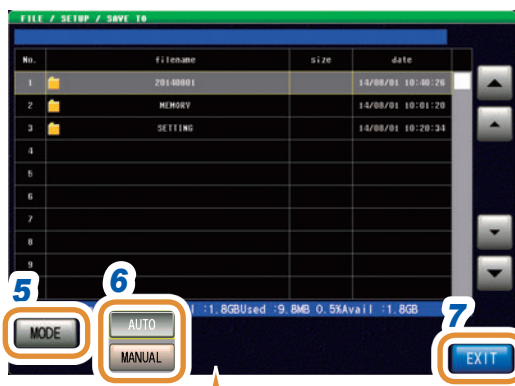 FILE / SETUP / SAVE TO
No. filename size date
1 20140801 14/08/01 10:40:26
2 MEMORY 14/08/01 10:01:20
3 SETTING 14/08/01 10:20:34
4
5
6
7
8
9
5 6 7
:1.8GB Used :9.8MB 0.5% Avail :1.8GB
MODE AUTO
MANUAL EXIT